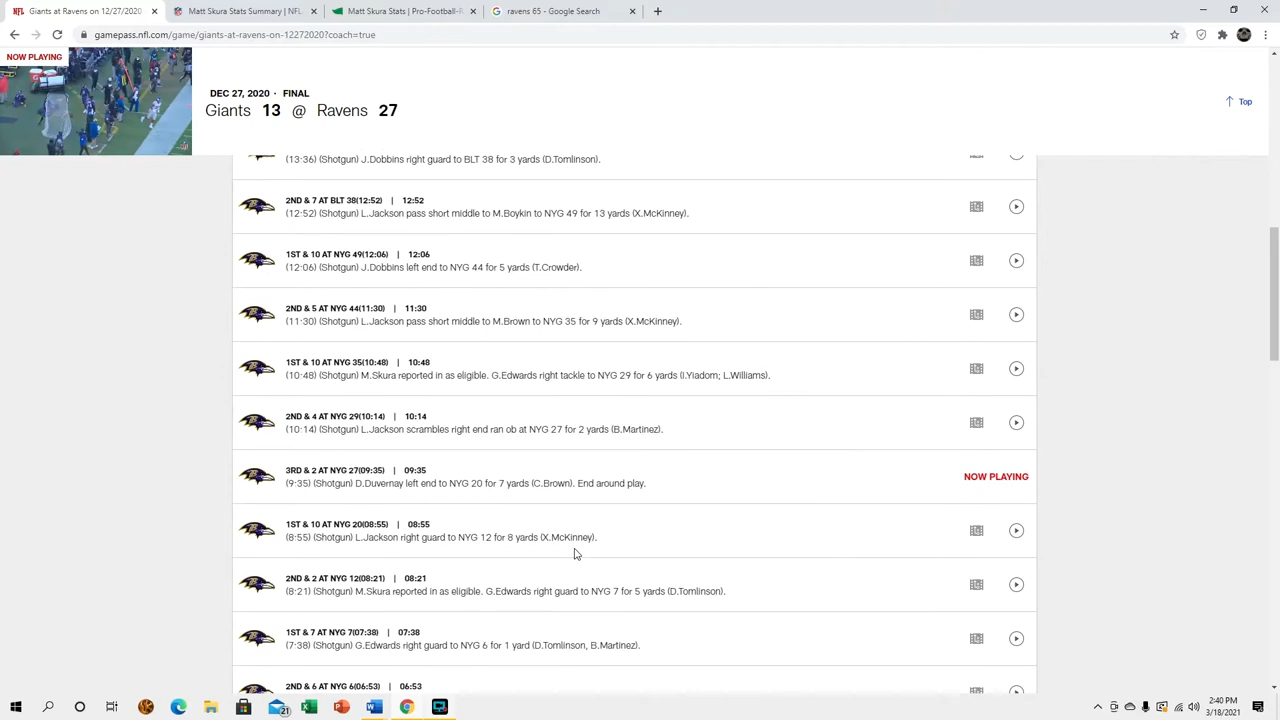 Giants at Ravens on 12/27/2020
Matt Skura Stats Summary | NFL.
Matt Skura Stats | Pro-Football-R
ravens 65 - Google Search
gamepass.nfl.com/game/giants-at-ravens-on-12272020?coach=true
NOW PLAYING
DEC 27, 2020 · FINAL
Giants 13 @ Ravens 27
Top
(13:36) (Shotgun) J.Dobbins right guard to BLT 38 for 3 yards (D.Tomlinson).
2ND & 7 AT BLT 38(12:52) | 12:52
(12:52) (Shotgun) L.Jackson pass short middle to M.Boykin to NYG 49 for 13 yards (X.McKinney).
1ST & 10 AT NYG 49(12:06) | 12:06
(12:06) (Shotgun) J.Dobbins left end to NYG 44 for 5 yards (T.Crowder).
2ND & 5 AT NYG 44(11:30) | 11:30
(11:30) (Shotgun) L.Jackson pass short middle to M.Brown to NYG 35 for 9 yards (X.McKinney).
1ST & 10 AT NYG 35(10:48) | 10:48
(10:48) (Shotgun) M.Skura reported in as eligible. G.Edwards right tackle to NYG 29 for 6 yards (I.Yiadom; L.Williams).
2ND & 4 AT NYG 29(10:14) | 10:14
(10:14) (Shotgun) L.Jackson scrambles right end ran ob at NYG 27 for 2 yards (B.Martinez).
3RD & 2 AT NYG 27(09:35) | 09:35
(9:35) (Shotgun) D.Duvernay left end to NYG 20 for 7 yards (C.Brown). End around play.
NOW PLAYING
1ST & 10 AT NYG 20(08:55) | 08:55
(8:55) (Shotgun) L.Jackson right guard to NYG 12 for 8 yards (X.McKinney).
2ND & 2 AT NYG 12(08:21) | 08:21
(8:21) (Shotgun) M.Skura reported in as eligible. G.Edwards right guard to NYG 7 for 5 yards (D.Tomlinson).
1ST & 7 AT NYG 7(07:38) | 07:38
(7:38) (Shotgun) G.Edwards right guard to NYG 6 for 1 yard (D.Tomlinson, B.Martinez).
2ND & 6 AT NYG 6(06:53) | 06:53
21
2:40 PM
3/18/2021